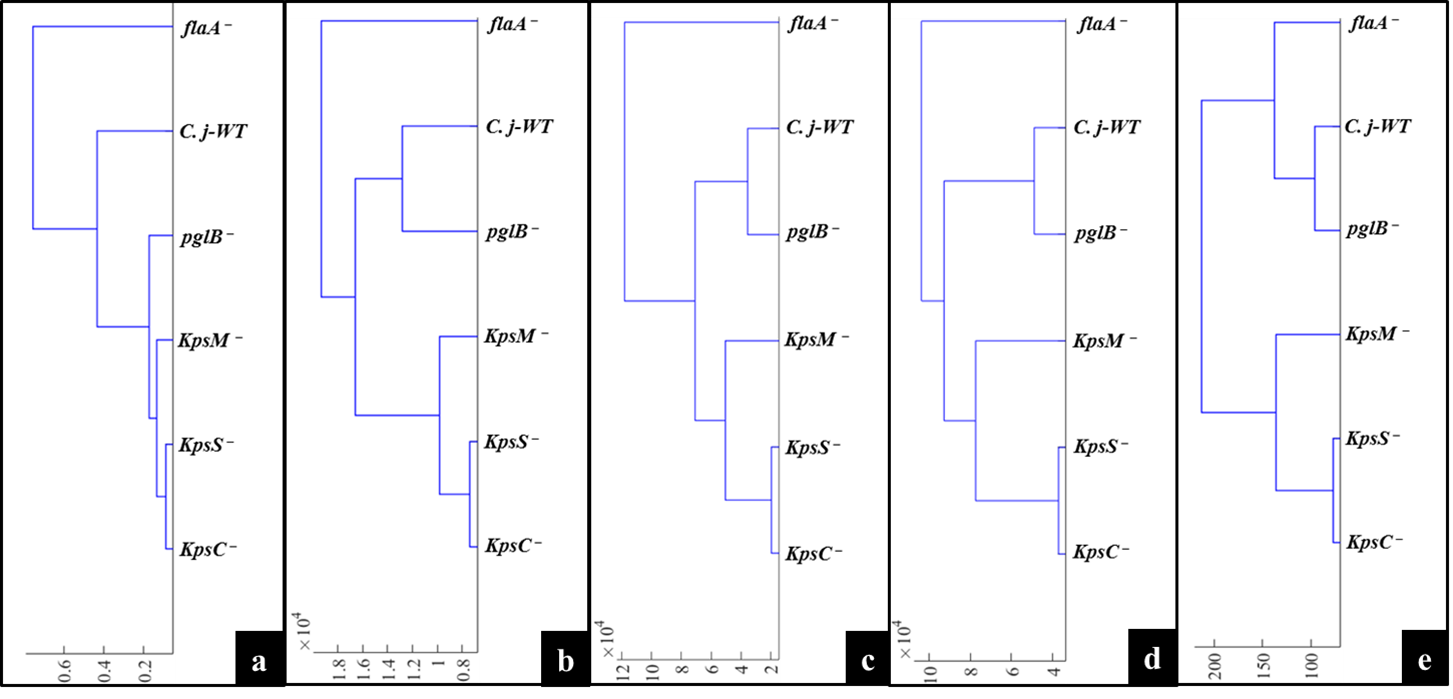 flaA⁻
C. j-WT
pglB⁻
KpsM⁻
KpsS⁻
KpsC⁻
0.6 0.4 0.2
a
flaA⁻
C. j-WT
pglB⁻
KpsM⁻
KpsS⁻
KpsC⁻
×10⁴
1.8 1.6 1.4 1.2 1 0.8
b
flaA⁻
C. j-WT
pglB⁻
KpsM⁻
KpsS⁻
KpsC⁻
×10⁴
12 10 8 6 4 2
c
flaA⁻
C. j-WT
pglB⁻
KpsM⁻
KpsS⁻
KpsC⁻
×10⁴
10 8 6 4
d
flaA⁻
C. j-WT
pglB⁻
KpsM⁻
KpsS⁻
KpsC⁻
200 150 100
e